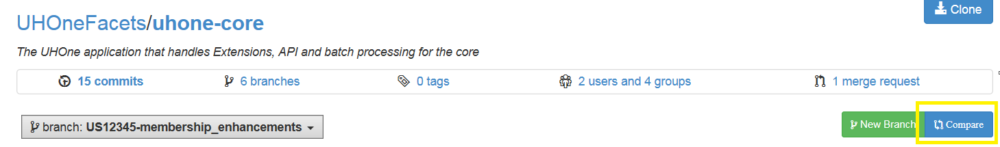 Clone
UHOneFacets/uhone-core
The UHOne application that handles Extensions, API and batch processing for the core
15 commits 6 branches 0 tags 2 users and 4 groups 1 merge request
branch: US12345-membership_enhancements New Branch Compare